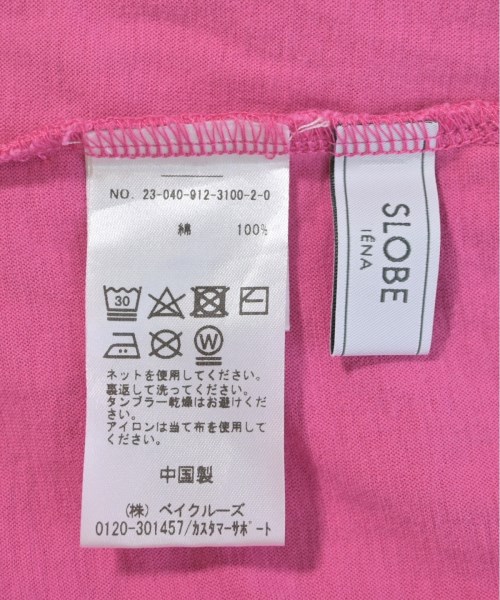 NO. 23-040-912-3100-2-0
綿 100%
30
W
ネットを使用してください。
裏返して洗ってください。
タンブラー乾燥はお避けくださ
い。
アイロンは当て布を使用してくだ
さい。
中国製
(株) ベイクルーズ
0120-301457/ｶｽﾀﾏｰｻﾎﾟｰﾄ
SLOBE
IÉNA